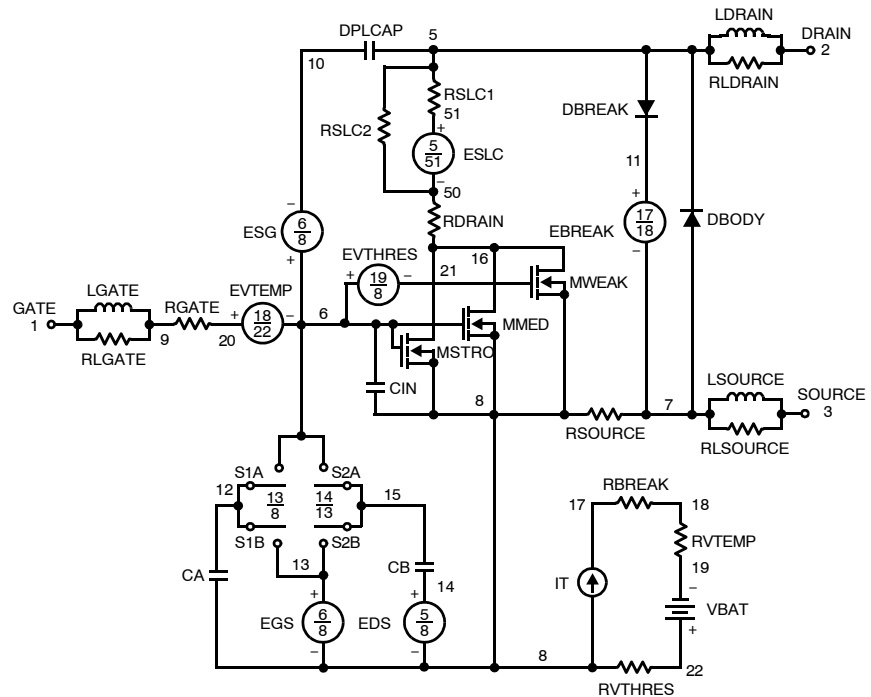 LDRAIN
DPLCAP
5
DRAIN
2
10
RLDRAIN
RSLC1
51
DBREAK
RSLC2
+
5
51
ESLC
11
–
50
–
+
6
8
ESG
RDRAIN
17
18
EBREAK
DBODY
+
EVTHRES
16
–
+
19
8
–
21
MWEAK
LGATE
EVTEMP
GATE
1
RGATE
+
18
22
–
6
MMED
9
20
MSTRO
RLGATE
LSOURCE
CIN
8
7
SOURCE
3
RSOURCE
RLSOURCE
S1A
S2A
12
13
8
14
13
15
RBREAK
17
18
S1B
S2B
RVTEMP
13
CB
19
CA
14
IT
–
+
+
VBAT
EGS
6
8
EDS
5
8
+
–
–
8
22
RVTHRES